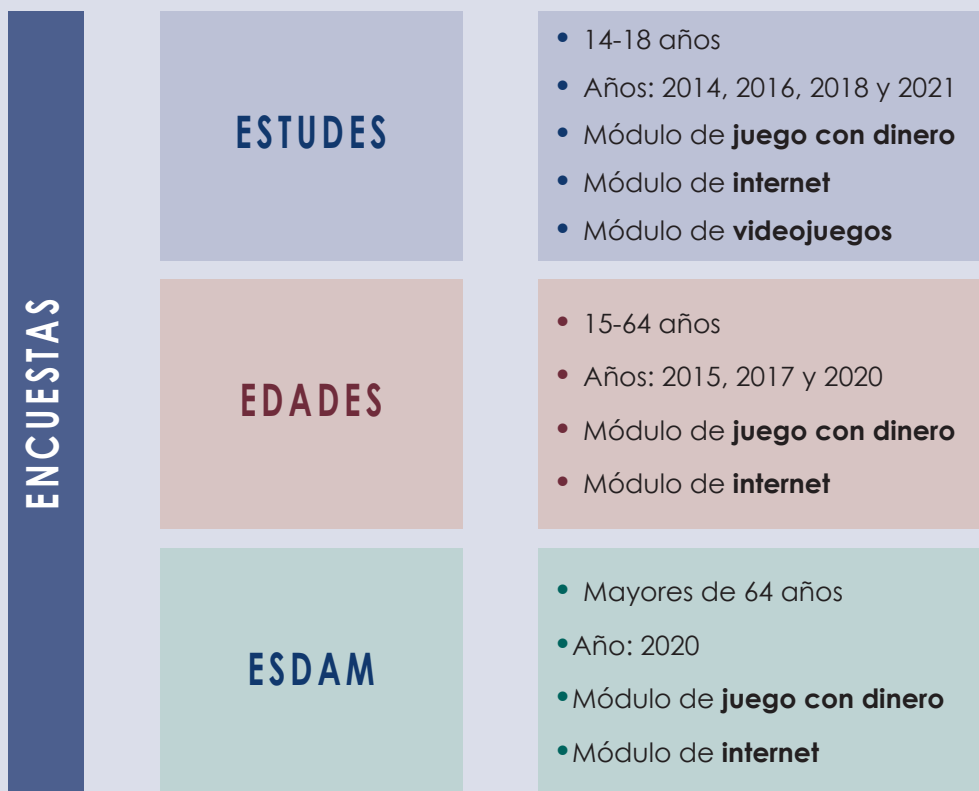 ENCUESTAS
ESTUDES
• 14-18 años
• Años: 2014, 2016, 2018 y 2021
• Módulo de juego con dinero
• Módulo de internet
• Módulo de videojuegos
EDADES
• 15-64 años
• Años: 2015, 2017 y 2020
• Módulo de juego con dinero
• Módulo de internet
ESDAM
• Mayores de 64 años
• Año: 2020
• Módulo de juego con dinero
• Módulo de internet